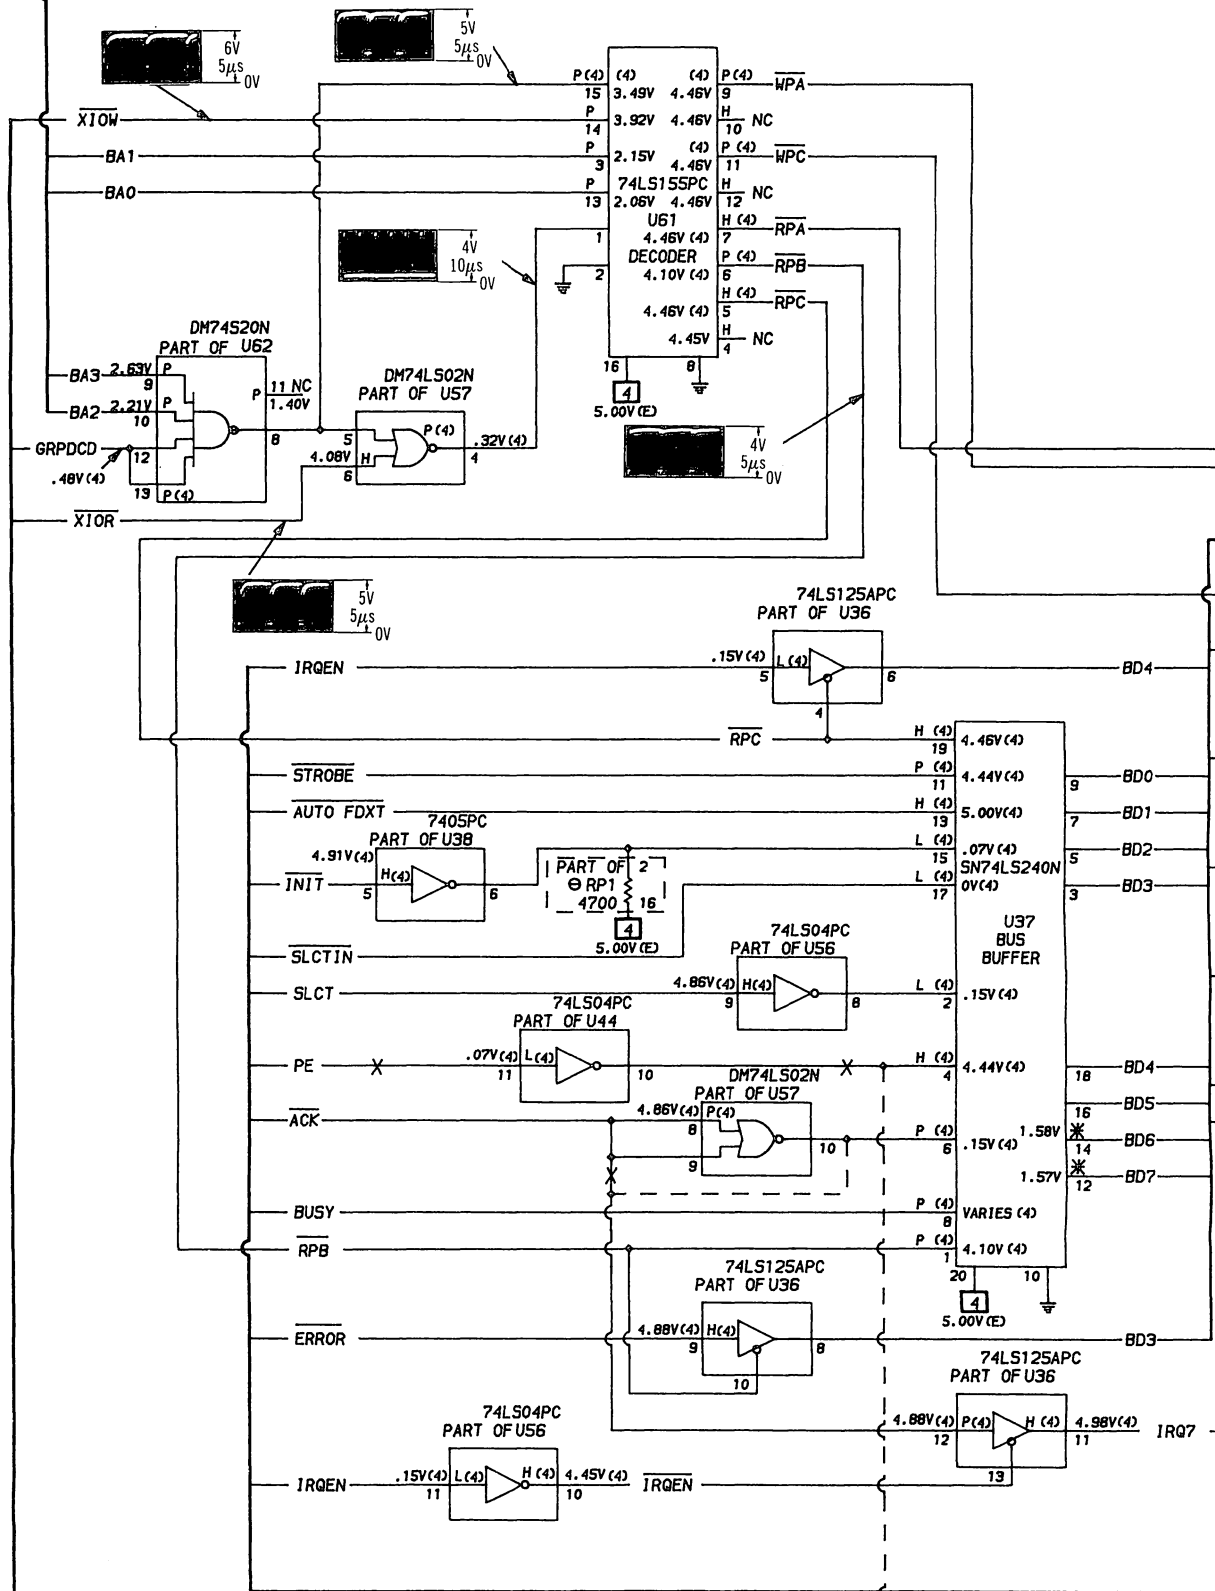 6V
5μs
0V
5V
5μs
0V
XIOW
BA1
BA0
P(4)
15
P
14
P
3
P
13
1
2
(4)
3.49V
3.92V
2.15V
2.06V
(4)
4.46V
4.46V
(4)
4.46V
74LS155PC
4.46V
U61
4.46V(4)
DECODER
4.10V(4)
4.46V(4)
4.45V
P(4)
9
WPA
H
10
NC
P(4)
11
WPC
H
12
NC
H(4)
7
RPA
P(4)
6
RPB
H(4)
5
RPC
H
4
NC
16
8
4
5.00V(E)
4V
10μs
0V
4V
5μs
0V
DM74S20N
PART OF U62
BA3
2.63V
P
9
BA2
2.21V
P
10
GRPDCD
12
.48V(4)
13
P(4)
P
11 NC
1.40V
8
DM74LS02N
PART OF U57
5
4.08V
H
6
P(4)
.32V(4)
4
XIOR
5V
5μs
0V
74LS125APC
PART OF U36
IRQEN
.15V(4)
L(4)
5
6
4
BD4
RPC
H(4)
19
4.46V(4)
STROBE
P(4)
11
4.44V(4)
9
BD0
AUTO FDXT
H(4)
13
5.00V(4)
7
BD1
7405PC
PART OF U38
4.91V(4)
INIT
H(4)
5
6
PART OF
2
RP1
4700
16
4
5.00V(E)
L(4)
15
.07V(4)
5
BD2
SN74LS240N
L(4)
17
0V(4)
3
BD3
U37
BUS
BUFFER
SLCTIN
74LS04PC
PART OF U56
SLCT
4.86V(4)
H(4)
9
8
L(4)
2
.15V(4)
74LS04PC
PART OF U44
PE
X
.07V(4)
L(4)
11
10
X
H(4)
4
4.44V(4)
18
BD4
DM74LS02N
PART OF U57
ACK
4.86V(4)
P(4)
8
9
10
X
P(4)
6
.15V(4)
16
BD5
1.58V
14
BD6
1.57V
12
BD7
BUSY
P(4)
8
VARIES(4)
RPB
P(4)
1
4.10V(4)
20
10
4
5.00V(E)
74LS125APC
PART OF U36
ERROR
4.88V(4)
H(4)
9
8
10
BD3
74LS125APC
PART OF U36
4.88V(4)
P(4)
12
H(4)
4.98V(4)
11
IRQ7
13
74LS04PC
PART OF U56
IRQEN
.15V(4)
L(4)
11
H(4)
4.45V(4)
10
IRQEN